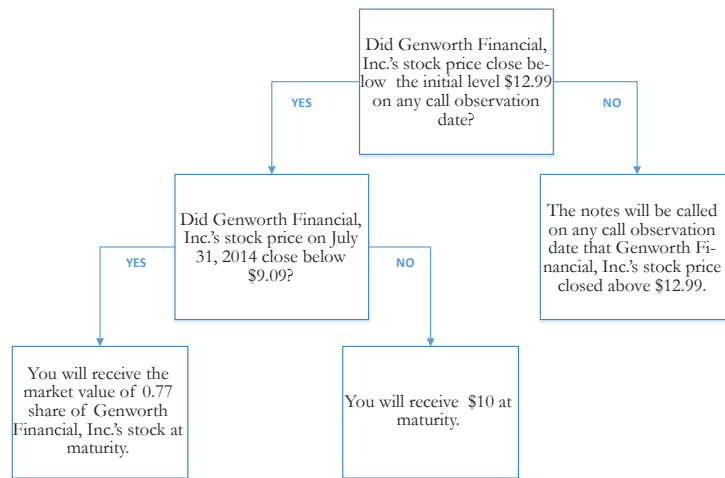 Did Genworth Financial,
Inc.'s stock price close be-
low the initial level $12.99
on any call observation
date?
YES
NO
Did Genworth Financial,
Inc.'s stock price on July
31, 2014 close below
$9.09?
The notes will be called
on any call observation
date that Genworth Fi-
nancial, Inc.'s stock price
closed above $12.99.
YES
NO
You will receive the
market value of 0.77
share of Genworth
Financial, Inc.'s stock at
maturity.
You will receive $10 at
maturity.